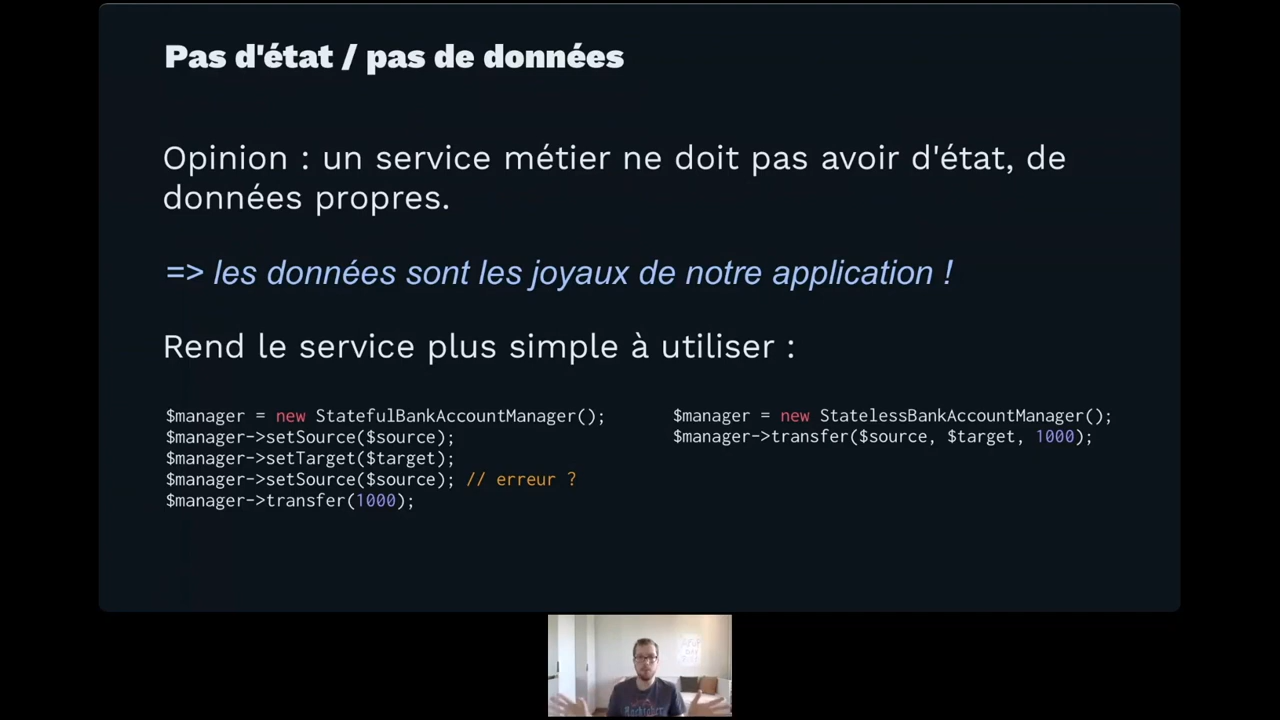 Pas d'état / pas de données
Opinion : un service métier ne doit pas avoir d'état, de
données propres.
=> les données sont les joyaux de notre application !
Rend le service plus simple à utiliser :
$manager = new StatefulBankAccountManager();
$manager->setSource($source);
$manager->setTarget($target);
$manager->setSource($source); // erreur ?
$manager->transfer(1000);
$manager = new StatelessBankAccountManager();
$manager->transfer($source, $target, 1000);